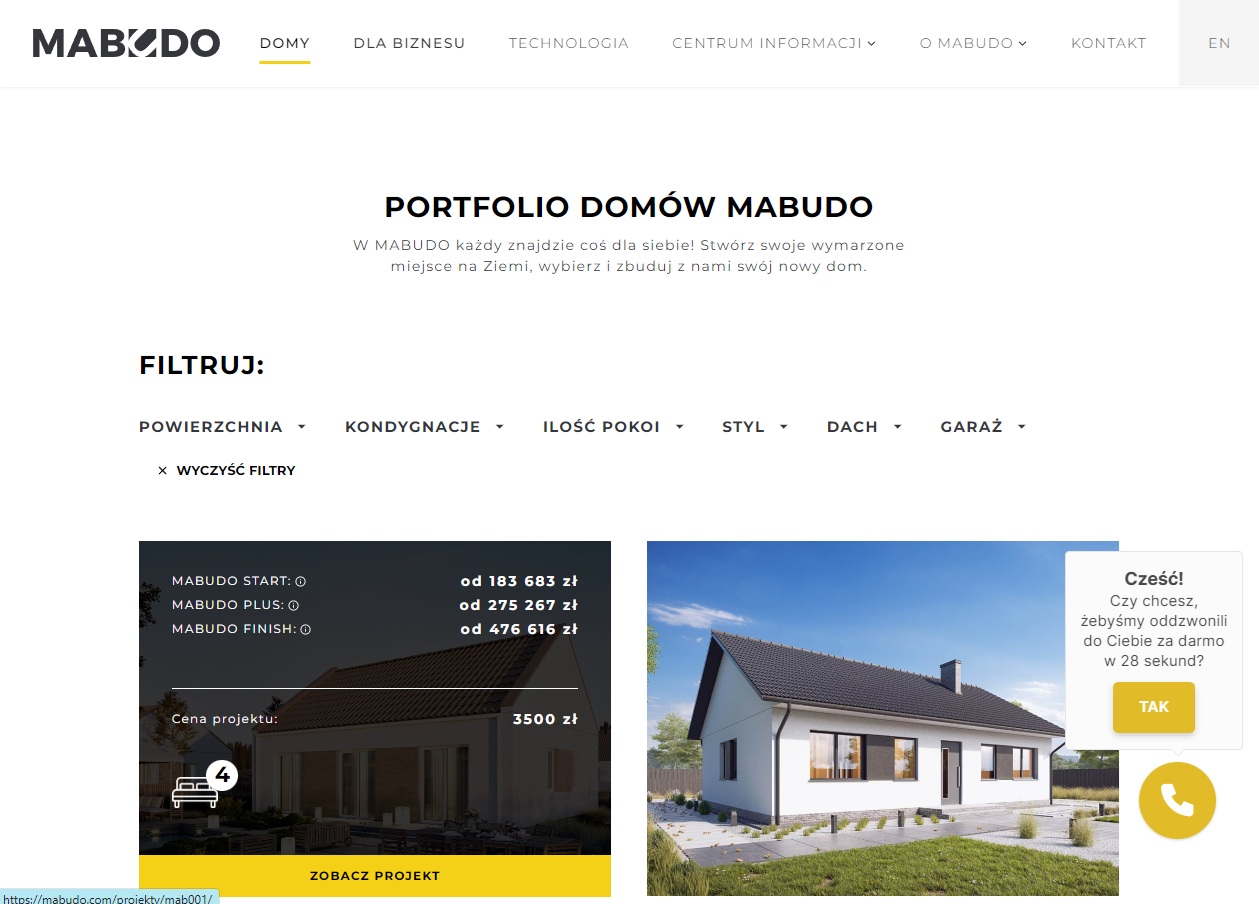 MABUDO
DOMY
DLA BIZNESU
TECHNOLOGIA
CENTRUM INFORMACJI
O MABUDO
KONTAKT
EN
PORTFOLIO DOMÓW MABUDO
W MABUDO każdy znajdzie coś dla siebie! Stwórz swoje wymarzone
miejsce na Ziemi, wybierz i zbuduj z nami swój nowy dom.
FILTRUJ:
POWIERZCHNIA
KONDYGNACJE
ILOŚĆ POKOI
STYL
DACH
GARAŻ
× WYCZYŚĆ FILTRY
MABUDO START: od 183 683 zł
MABUDO PLUS: od 275 267 zł
MABUDO FINISH: od 476 616 zł
Cena projektu: 3500 zł
4
ZOBACZ PROJEKT
Cześć!
Czy chcesz,
żebyśmy oddzwonili
do Ciebie za darmo
w 28 sekund?
TAK
https://mabudo.com/projekty/mab001/